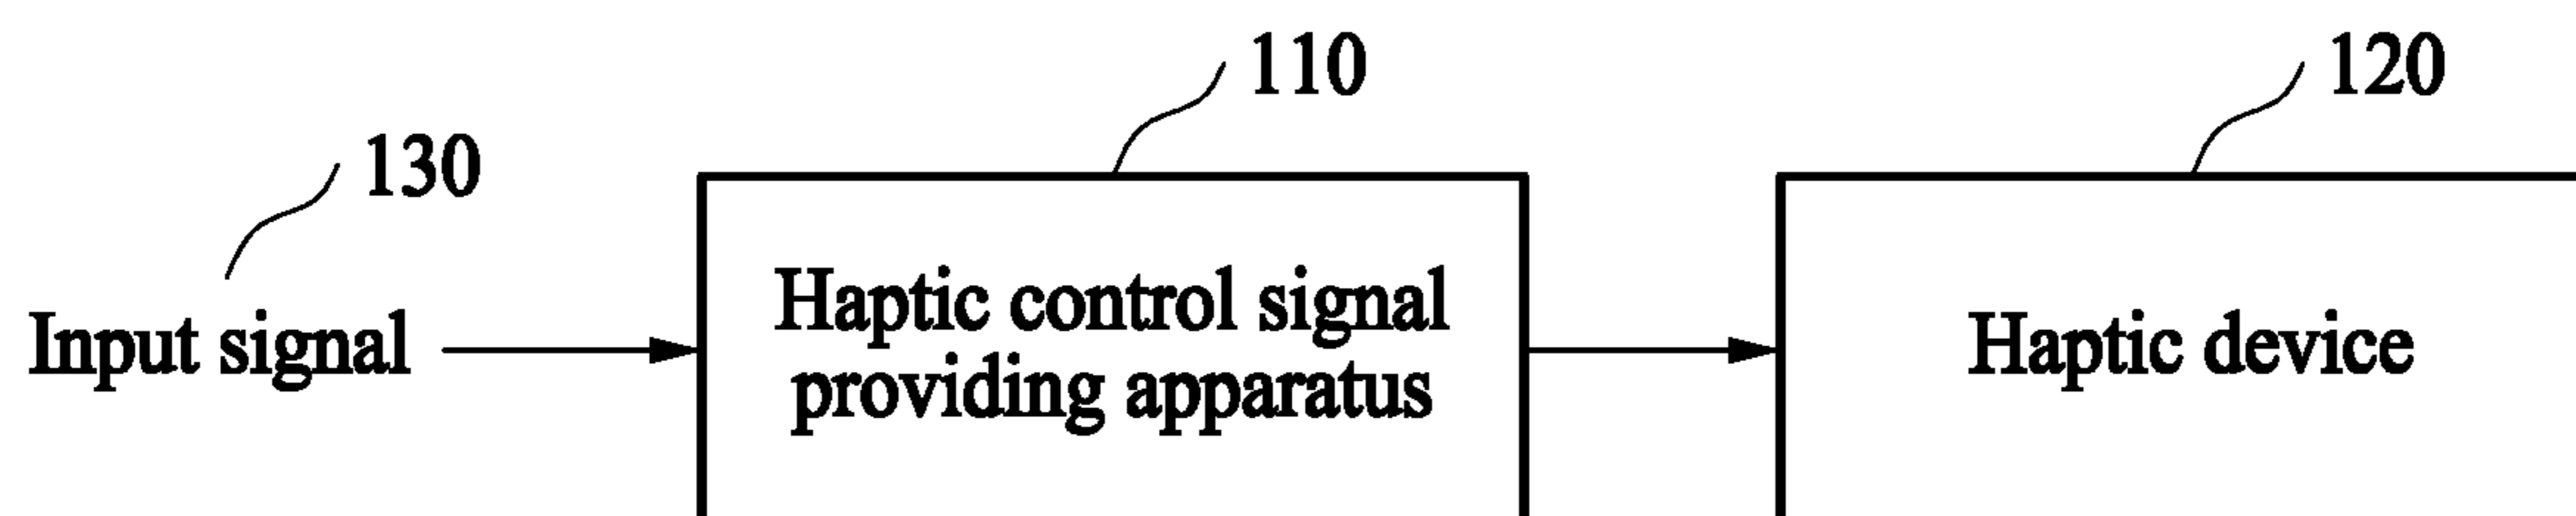 110
120
130
Input signal
Haptic control signal
providing apparatus
Haptic device